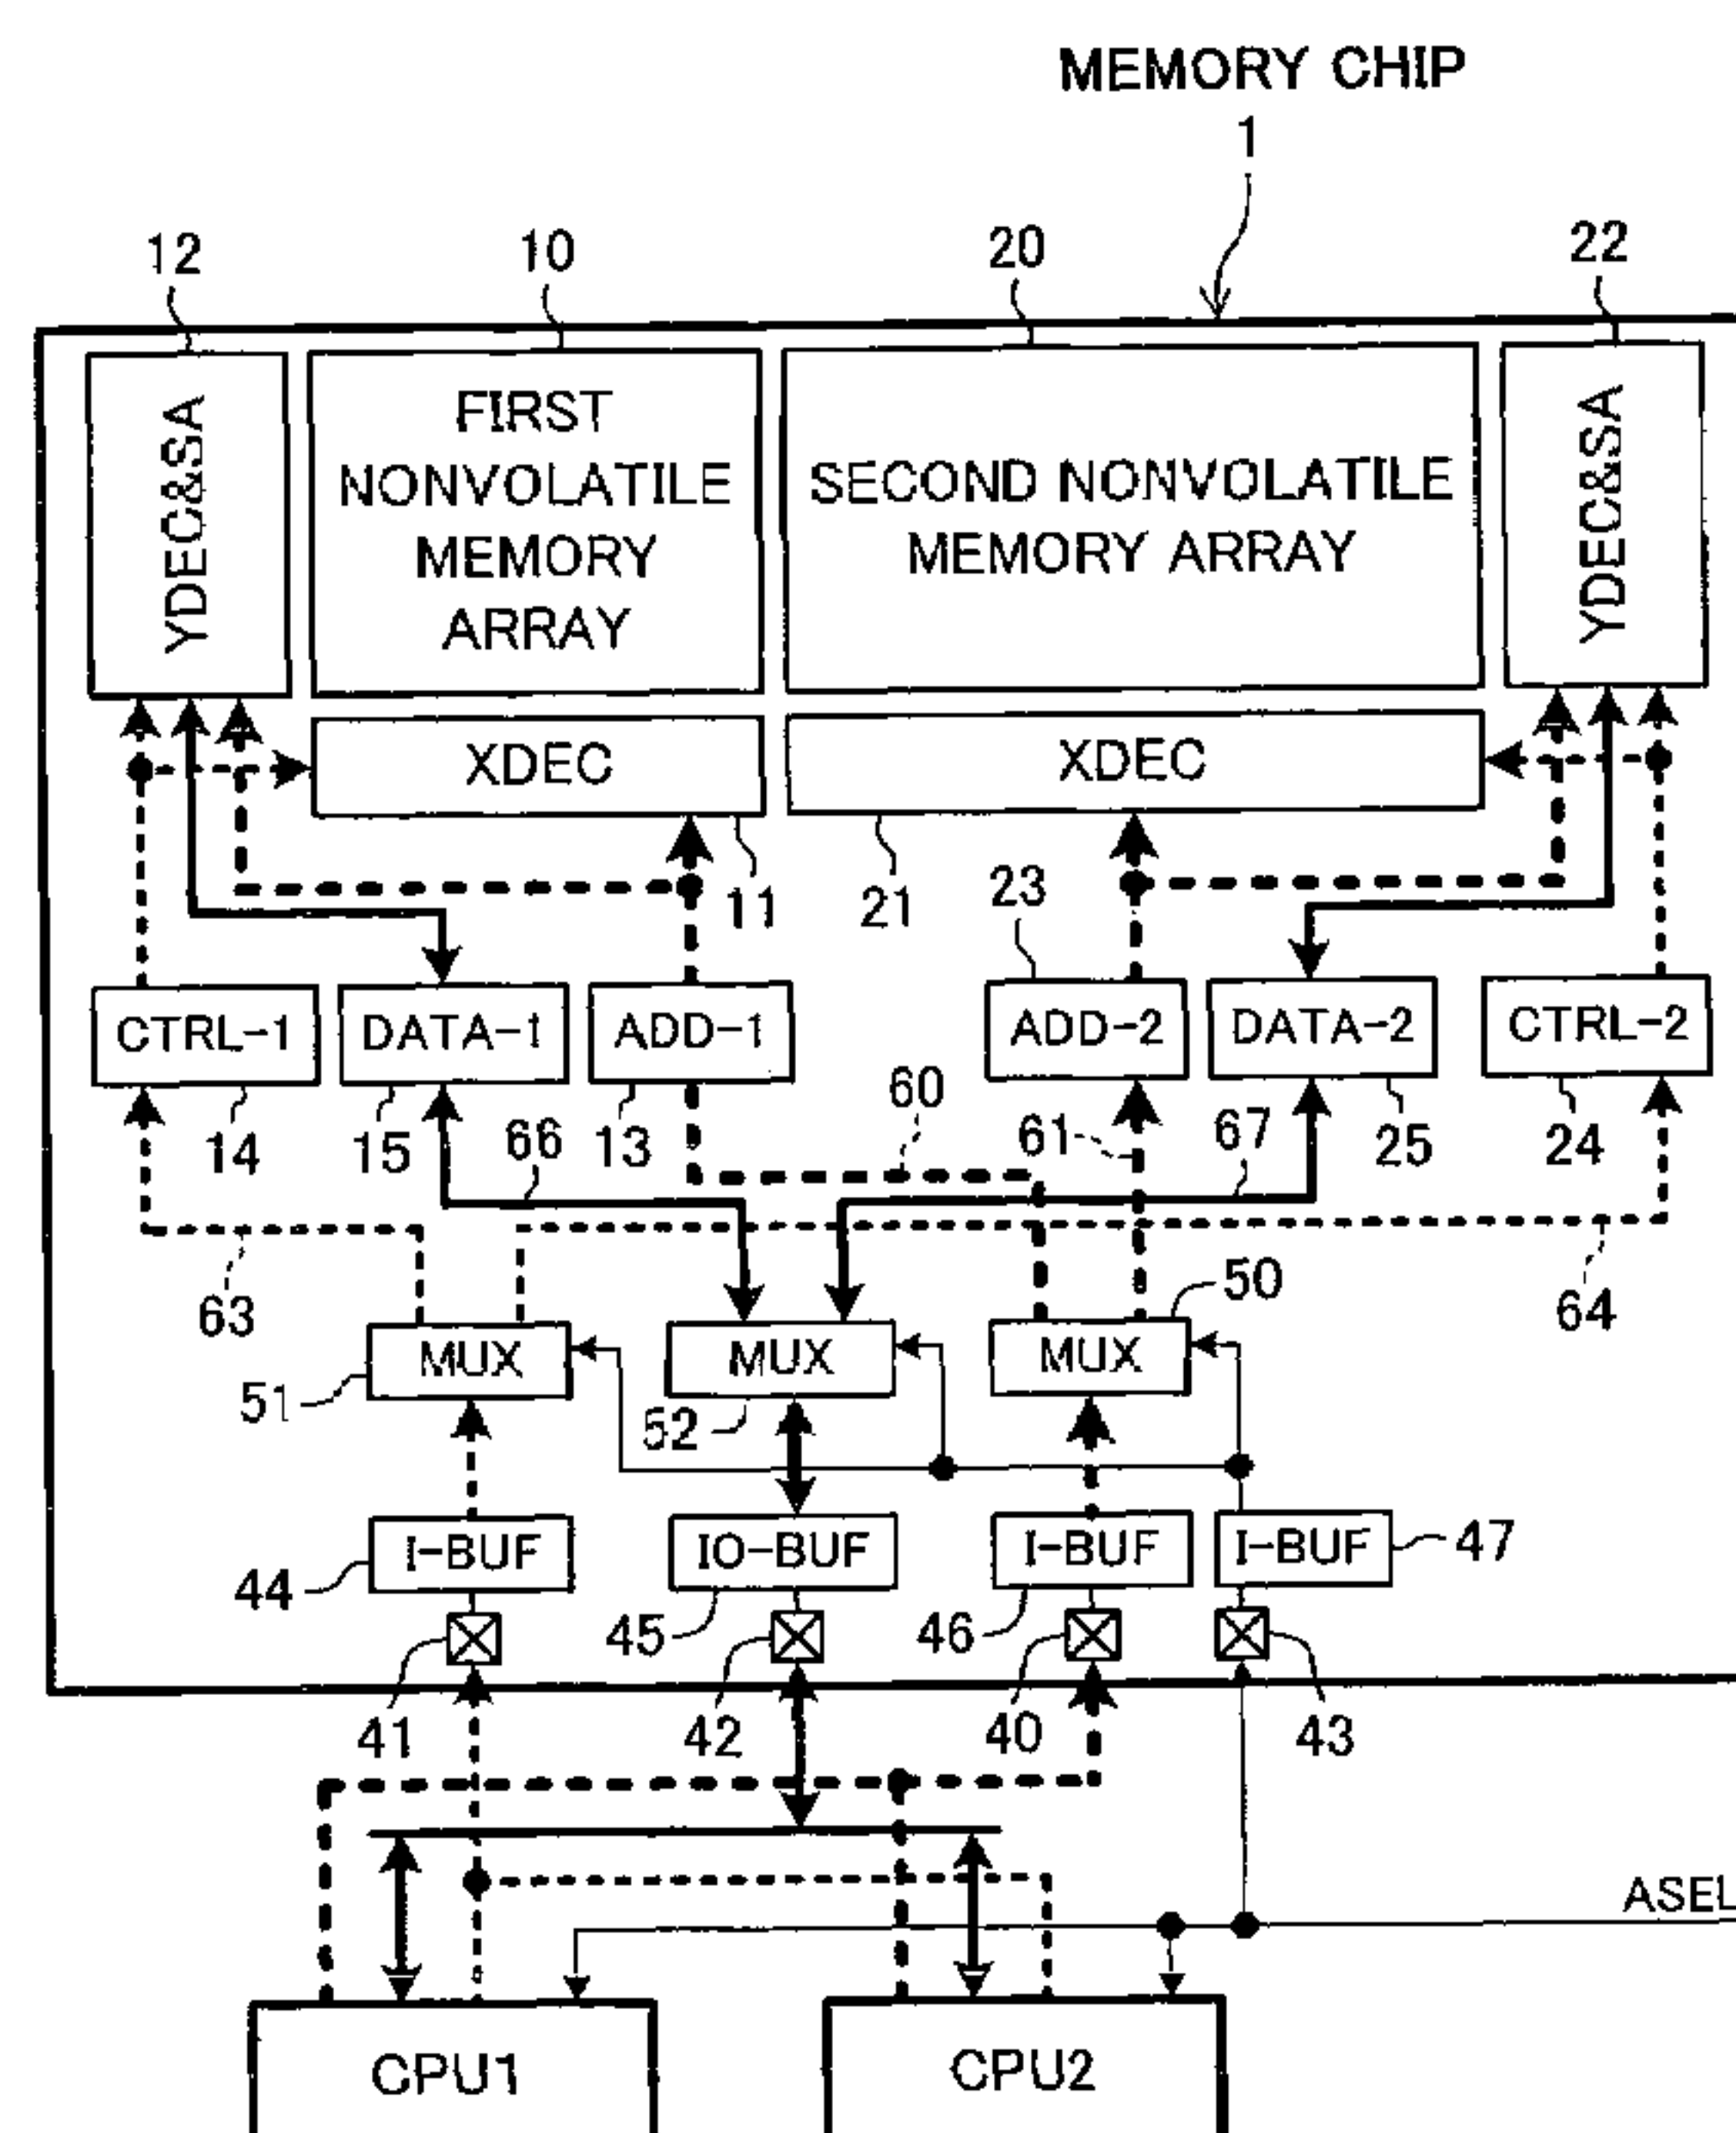 MEMORY CHIP
1
12
10
20
22
YDEC&SA
FIRST
NONVOLATILE
MEMORY
ARRAY
SECOND NONVOLATILE
MEMORY ARRAY
YDEC&SA
XDEC
XDEC
11
21
23
CTRL-1
DATA-1
ADD-1
ADD-2
DATA-2
CTRL-2
14
15
66
13
60
61
67
25
24
63
50
64
MUX
MUX
MUX
51
52
I-BUF
IO-BUF
I-BUF
I-BUF
47
44
45
46
41
42
40
43
ASEL
CPU1
CPU2